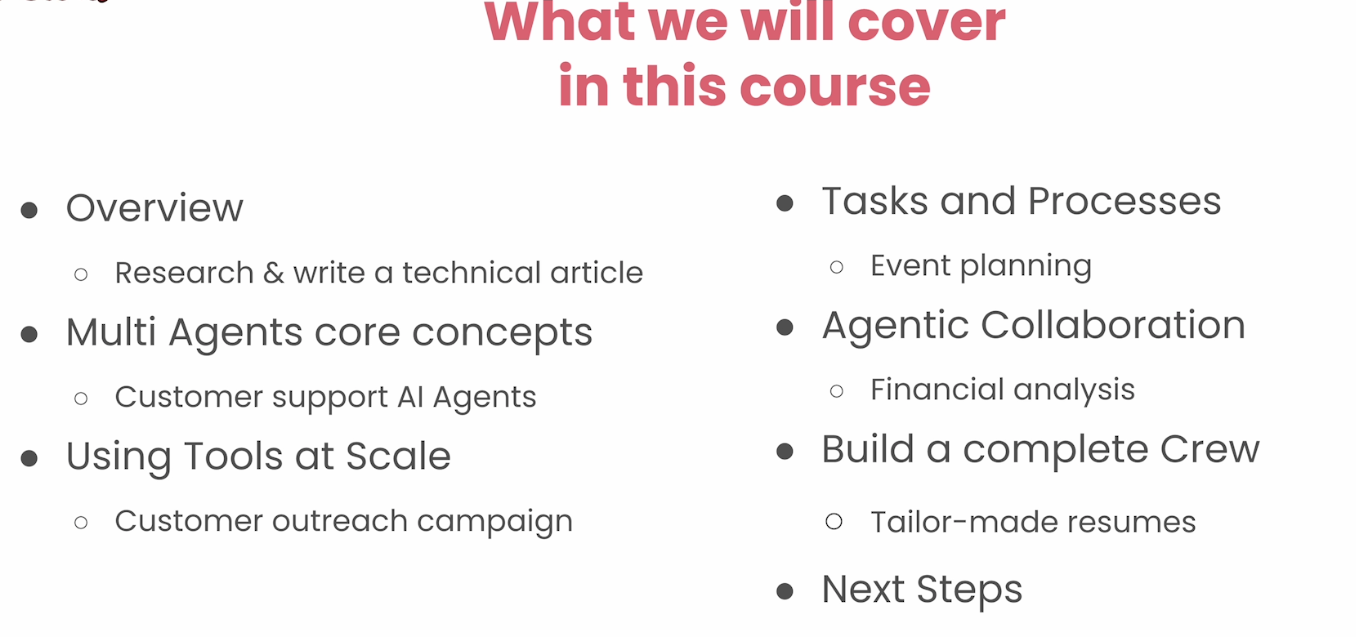 What we will cover
in this course
● Overview
○ Research & write a technical article
● Multi Agents core concepts
○ Customer support AI Agents
● Using Tools at Scale
○ Customer outreach campaign
● Tasks and Processes
○ Event planning
● Agentic Collaboration
○ Financial analysis
● Build a complete Crew
○ Tailor-made resumes
● Next Steps